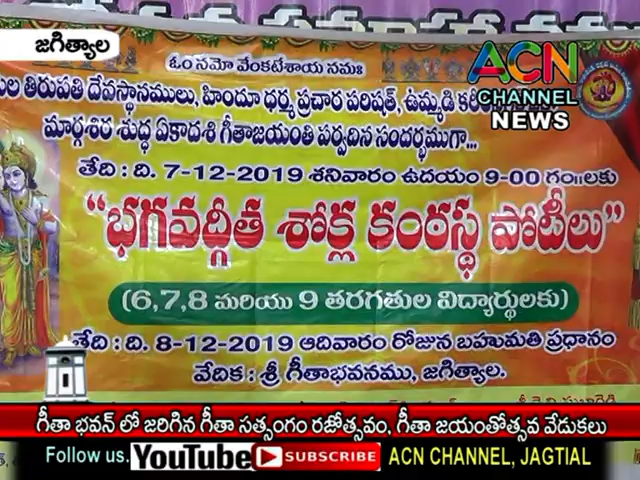 జగిత్యాల
ACN
CHANNEL
NEWS
ఓం నమో వేంకటేశాయ నమః
తిరుపతి దేవస్థానములు, హిందూ ధర్మ ప్రచార పరిషత్, ఉమ్మడి
మార్గశిర శుద్ధ ఏకాదశి గీతాజయంతి పర్వదిన సందర్భముగా...
తేది : ది. 7-12-2019 శనివారం ఉదయం 9-00 గం॥లకు
"భగవద్గీత శోక్ల కంఠస్థ పోటీలు"
(6,7,8 మరియు 9 తరగతుల విద్యార్థులకు)
తేది : ది. 8-12-2019 ఆదివారం రోజున బహుమతి ప్రధానం
వేదిక : శ్రీ గీతాభవనము, జగిత్యాల.
గీతా భవన్ లో జరిగిన గీతా సత్సంగం రజోత్సవం, గీతా జయంతోత్సవ వేడుకలు
Follow us. YouTube SUBSCRIBE ACN CHANNEL, JAGTIAL